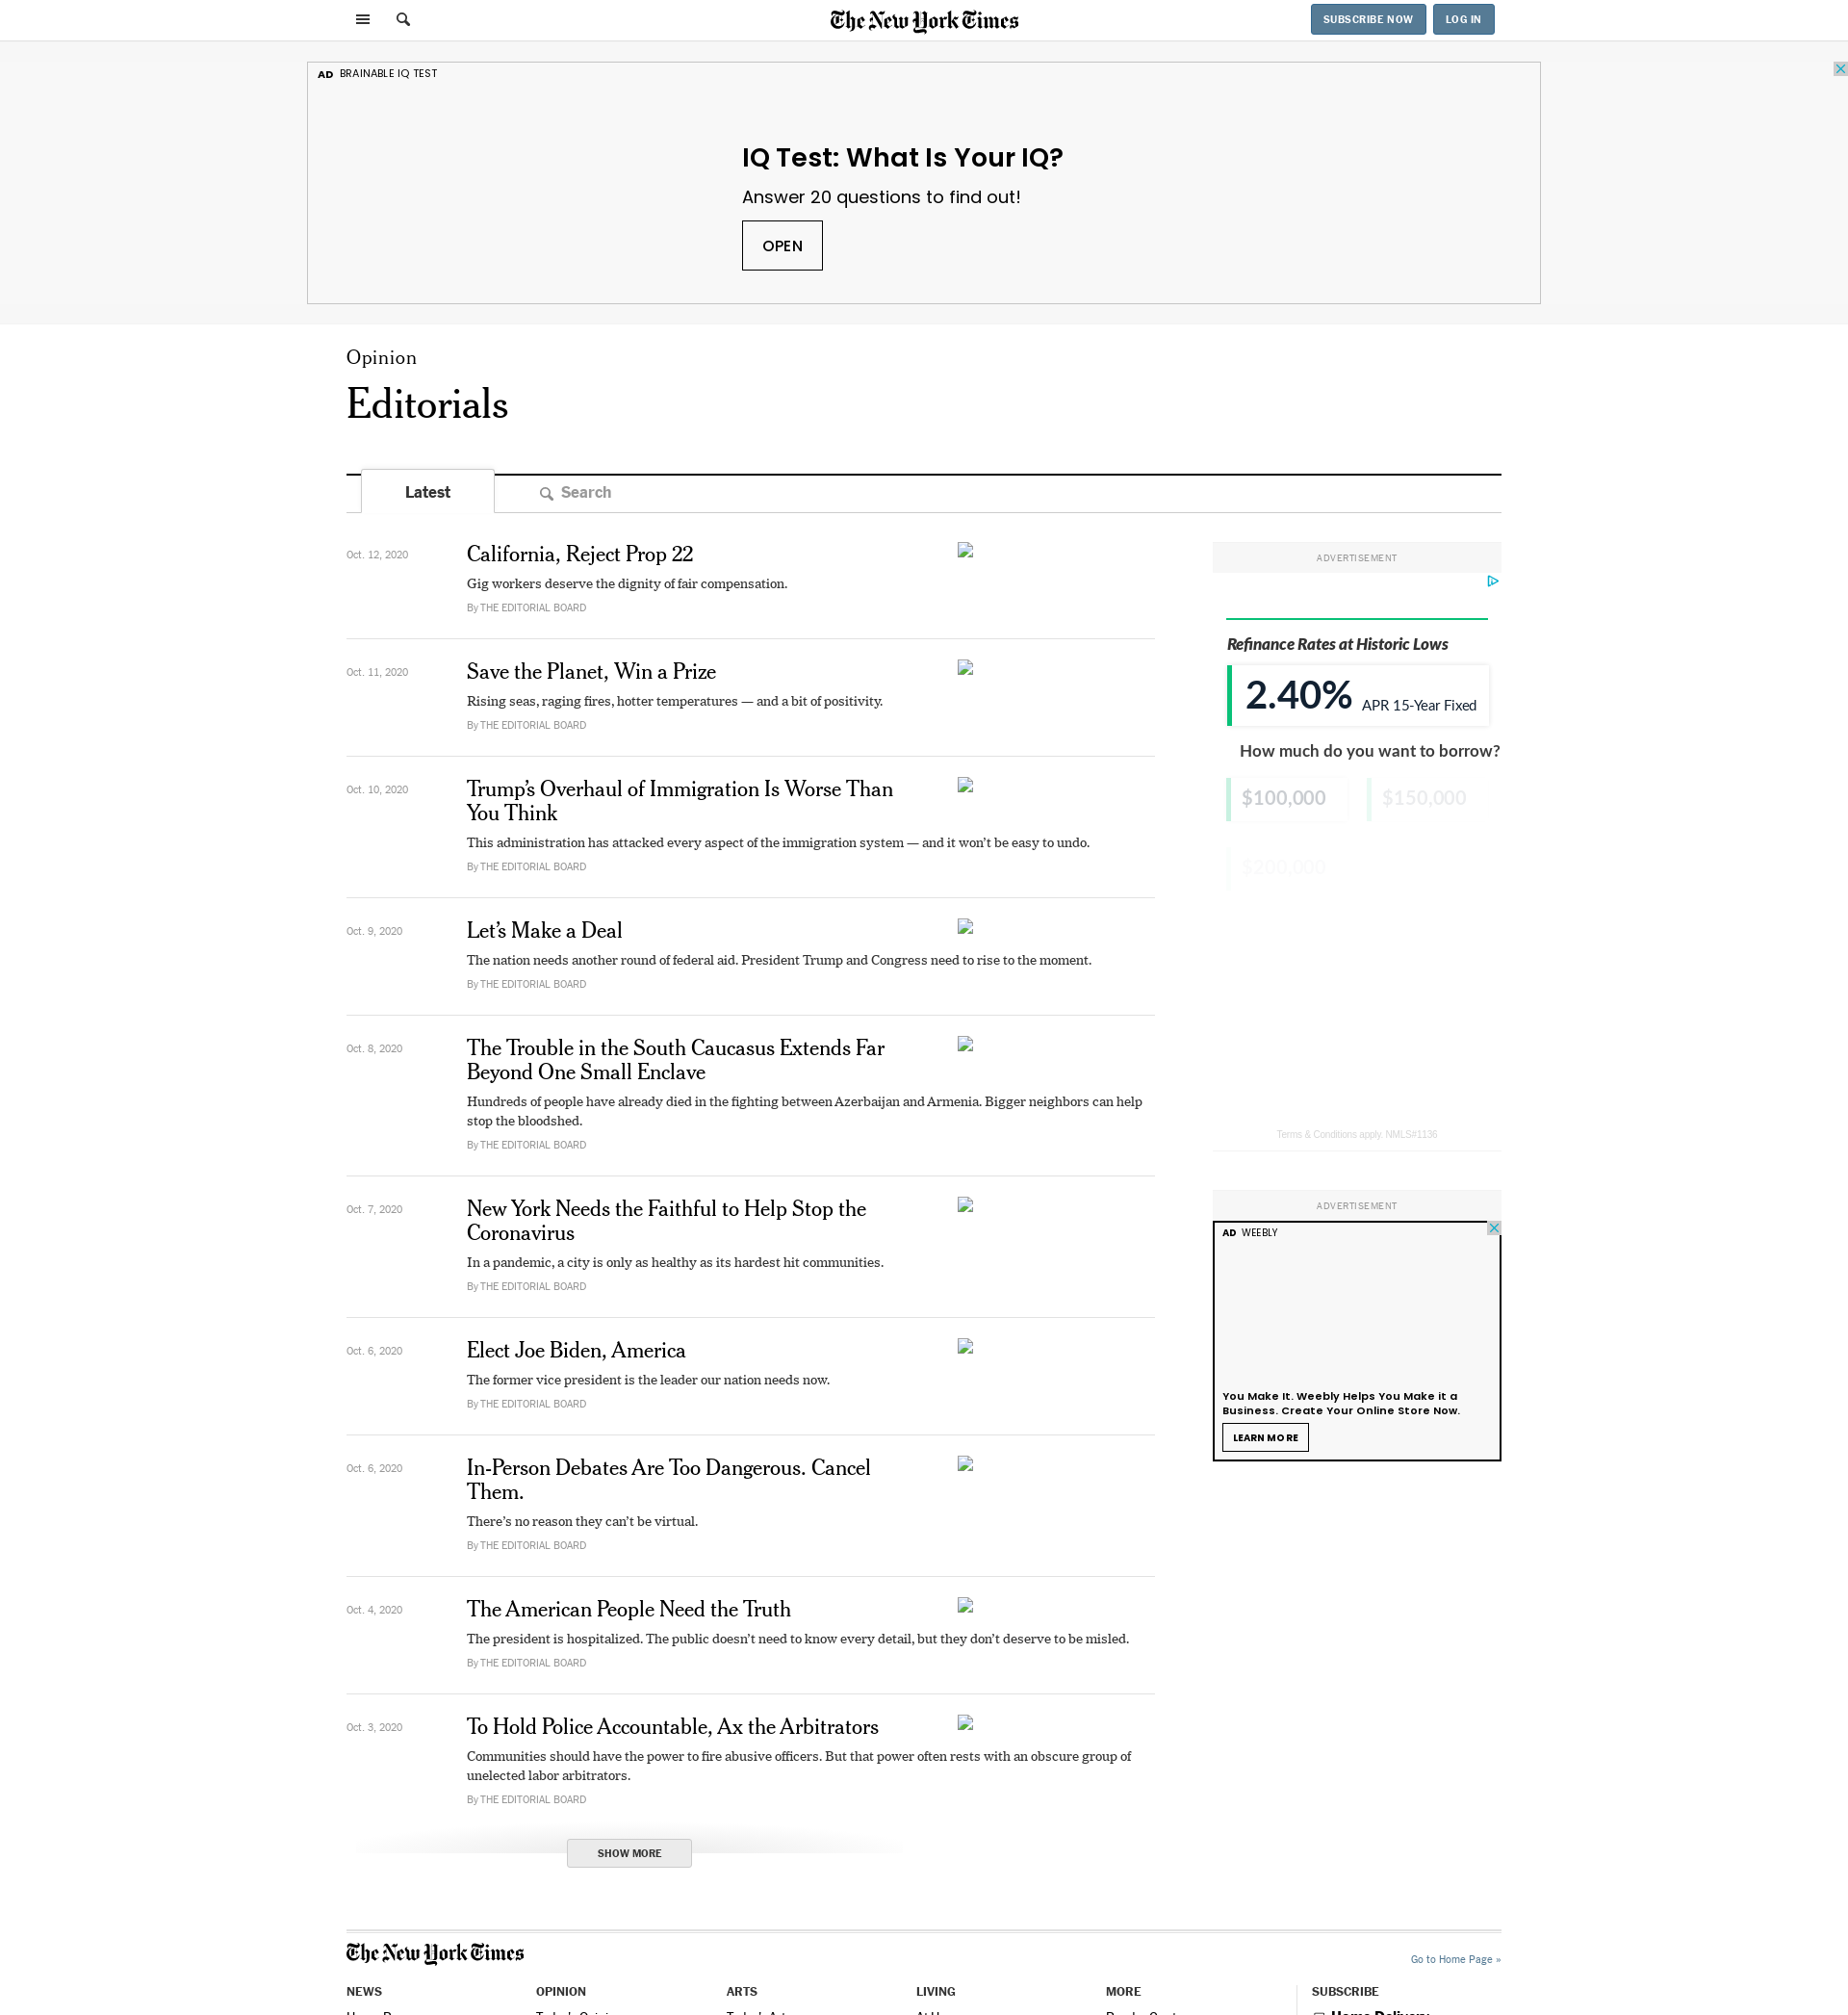 The New York Times
SUBSCRIBE NOW
LOG IN
AD BRAINABLE IQ TEST
IQ Test: What Is Your IQ?
Answer 20 questions to find out!
OPEN
Opinion
Editorials
Latest
Search
Oct. 12, 2020
California, Reject Prop 22
Gig workers deserve the dignity of fair compensation.
By THE EDITORIAL BOARD
Oct. 11, 2020
Save the Planet, Win a Prize
Rising seas, raging fires, hotter temperatures — and a bit of positivity.
By THE EDITORIAL BOARD
Oct. 10, 2020
Trump’s Overhaul of Immigration Is Worse Than
You Think
This administration has attacked every aspect of the immigration system — and it won’t be easy to undo.
By THE EDITORIAL BOARD
Oct. 9, 2020
Let’s Make a Deal
The nation needs another round of federal aid. President Trump and Congress need to rise to the moment.
By THE EDITORIAL BOARD
Oct. 8, 2020
The Trouble in the South Caucasus Extends Far
Beyond One Small Enclave
Hundreds of people have already died in the fighting between Azerbaijan and Armenia. Bigger neighbors can help
stop the bloodshed.
By THE EDITORIAL BOARD
Oct. 7, 2020
New York Needs the Faithful to Help Stop the
Coronavirus
In a pandemic, a city is only as healthy as its hardest hit communities.
By THE EDITORIAL BOARD
Oct. 6, 2020
Elect Joe Biden, America
The former vice president is the leader our nation needs now.
By THE EDITORIAL BOARD
Oct. 6, 2020
In-Person Debates Are Too Dangerous. Cancel
Them.
There’s no reason they can’t be virtual.
By THE EDITORIAL BOARD
Oct. 4, 2020
The American People Need the Truth
The president is hospitalized. The public doesn’t need to know every detail, but they don’t deserve to be misled.
By THE EDITORIAL BOARD
Oct. 3, 2020
To Hold Police Accountable, Ax the Arbitrators
Communities should have the power to fire abusive officers. But that power often rests with an obscure group of
unelected labor arbitrators.
By THE EDITORIAL BOARD
SHOW MORE
ADVERTISEMENT
Refinance Rates at Historic Lows
2.40% APR 15-Year Fixed
How much do you want to borrow?
$100,000
$150,000
$200,000
Terms & Conditions apply. NMLS#1136
ADVERTISEMENT
AD WEEBLY
You Make It. Weebly Helps You Make it a
Business. Create Your Online Store Now.
LEARN MORE
The New York Times
Go to Home Page »
NEWS
OPINION
ARTS
LIVING
MORE
SUBSCRIBE